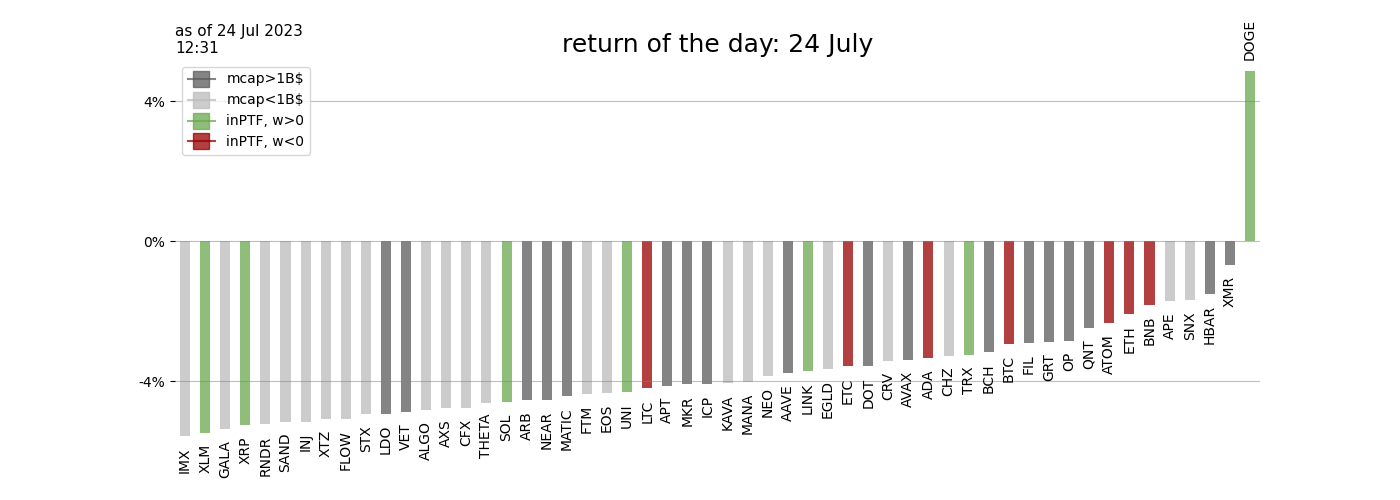 as of 24 Jul 2023
12:31
return of the day: 24 July
DOGE
mcap>1B$
mcap<1B$
inPTF, w>0
inPTF, w<0
4%
0%
-4%
IMX
XLM
GALA
XRP
RNDR
SAND
INJ
XTZ
FLOW
STX
LDO
VET
ALGO
AXS
CFX
THETA
SOL
ARB
NEAR
MATIC
FTM
EOS
UNI
LTC
APT
MKR
ICP
KAVA
MANA
NEO
AAVE
LINK
EGLD
ETC
DOT
CRV
AVAX
ADA
CHZ
TRX
BCH
BTC
FIL
GRT
OP
QNT
ATOM
ETH
BNB
APE
SNX
HBAR
XMR